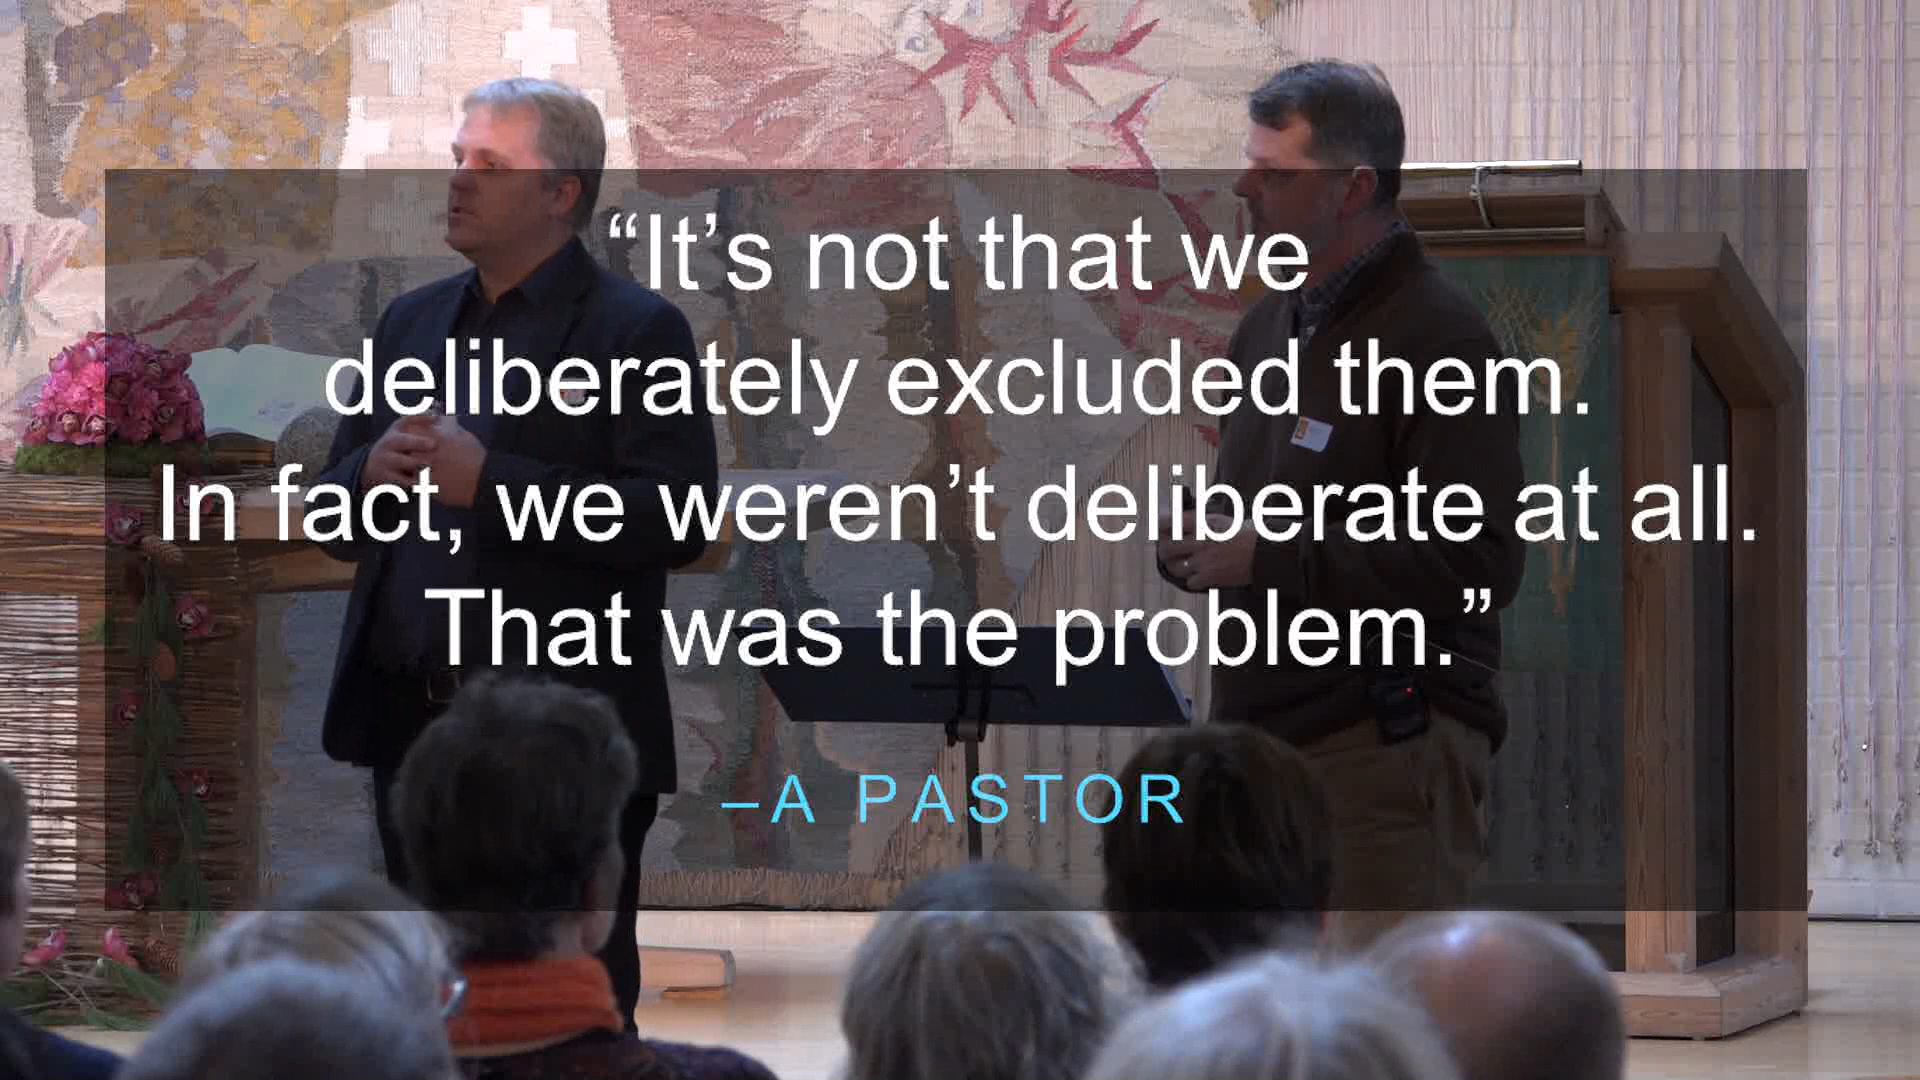 “It’s not that we
deliberately excluded them.
In fact, we weren’t deliberate at all.
That was the problem.”
–A PASTOR